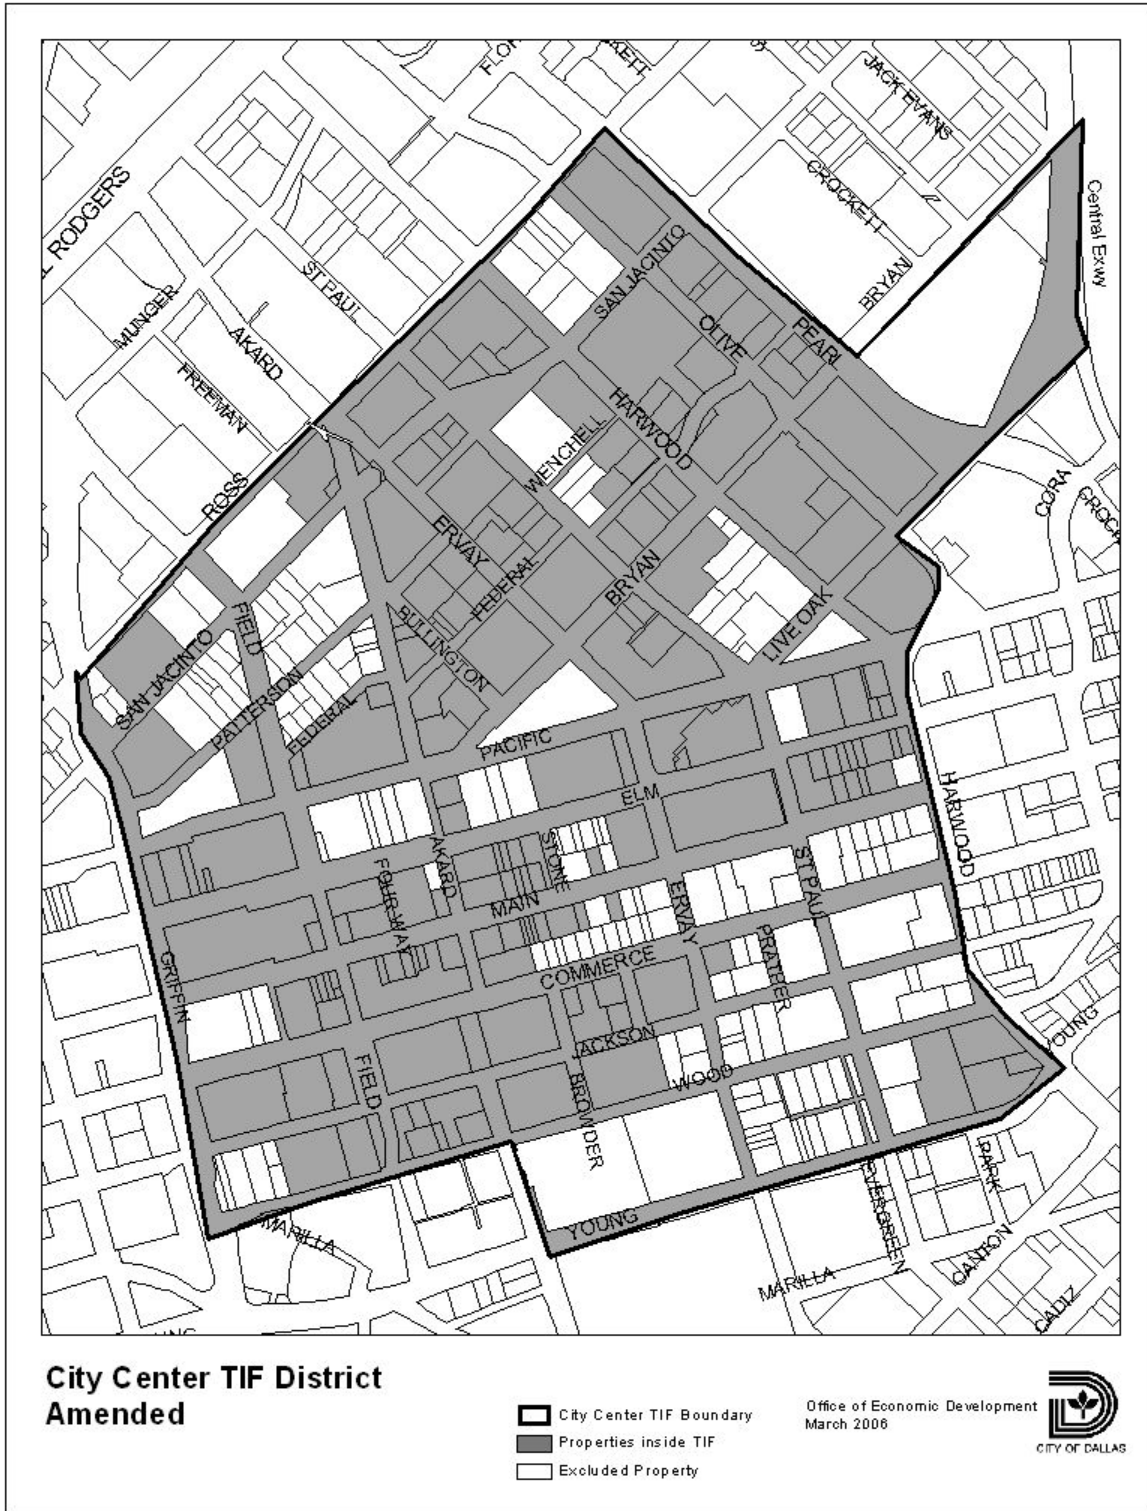 FLOR
CKETT
JACK EVANS
L RODGERS
CROCKETT
Central Exwy
ST PAUL
SAN JACINTO
BRYAN
MUNGER
AKARD
OLIVE
PEARL
FREEMAN
HARWOOD
WENCHELL
ROSS
CORA
CROCK
ERVAY
FEDERAL
BRYAN
FIELD
BULLINGTON
LIVE OAK
SAN JACINTO
PATTERSON
FEDERAL
PACIFIC
ELM
HARWOOD
AKARD
STONE
FOUR WAY
MAIN
ERVAY
ST PAUL
GRIFFIN
COMMERCE
PRATHER
JACKSON
YOUNG
FIELD
BROWDER
WOOD
MARILLA
YOUNG
EVERGREEN
PARK
CANTON
MARILLA
CADIZ
City Center TIF District
Amended
City Center TIF Boundary
Properties inside TIF
Excluded Property
Office of Economic Development
March 2006
CITY OF DALLAS